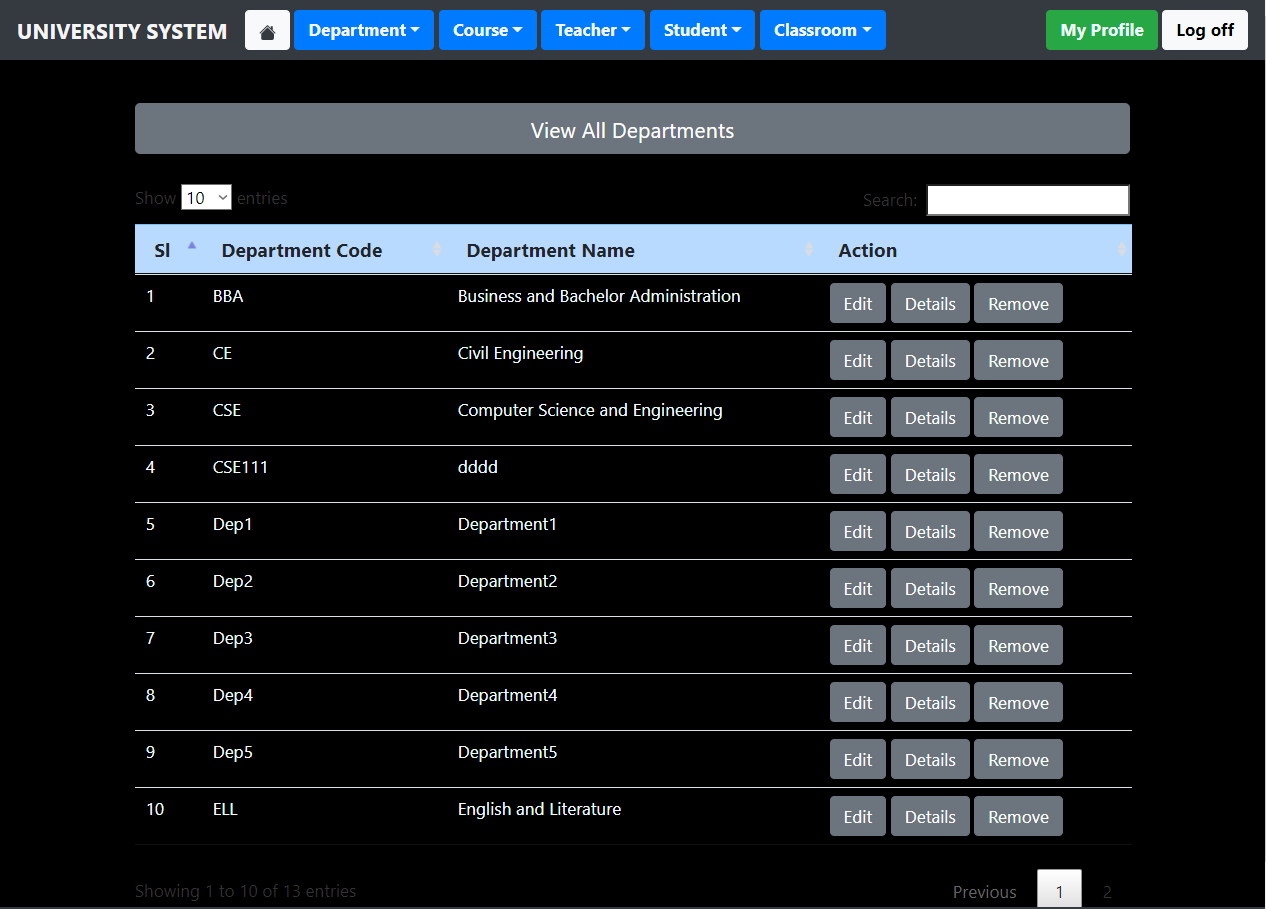 UNIVERSITY SYSTEM Department Course Teacher Student Classroom My Profile Log off
View All Departments
Show 10 entries Search:
Sl Department Code Department Name Action
1 BBA Business and Bachelor Administration Edit Details Remove
2 CE Civil Engineering Edit Details Remove
3 CSE Computer Science and Engineering Edit Details Remove
4 CSE111 dddd Edit Details Remove
5 Dep1 Department1 Edit Details Remove
6 Dep2 Department2 Edit Details Remove
7 Dep3 Department3 Edit Details Remove
8 Dep4 Department4 Edit Details Remove
9 Dep5 Department5 Edit Details Remove
10 ELL English and Literature Edit Details Remove
Showing 1 to 10 of 13 entries Previous 1 2